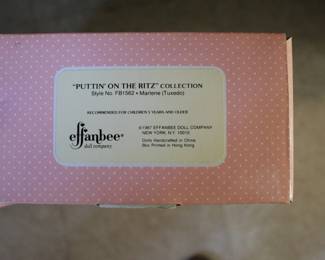 "PUTTIN' ON THE RITZ" COLLECTION
Style No. FB1562 • Marlene (Tuxedo)
RECOMMENDED FOR CHILDREN 5 YEARS AND OLDER
effanbee®
doll company
©1987 EFFANBEE DOLL COMPANY
NEW YORK, N.Y. 10010
Dolls Handcrafted in China
Box Printed in Hong Kong